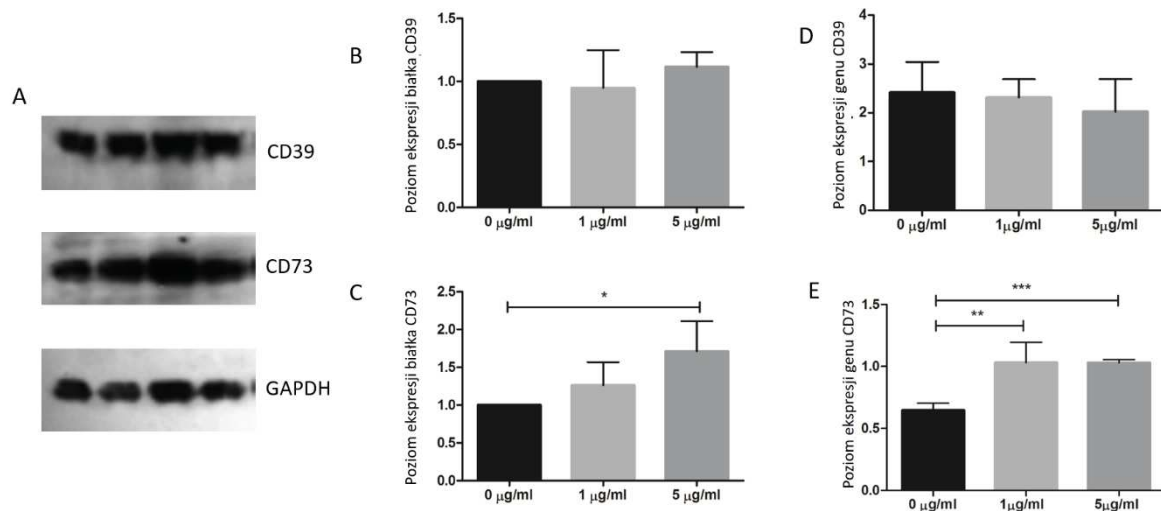 A
CD39
CD73
GAPDH
B
Poziom ekspresji białka CD39
1.5
1.0
0.5
0.0
0 μg/ml 1 μg/ml 5 μg/ml
C
Poziom ekspresji białka CD73
2.5
2.0
1.5
1.0
0.5
0.0
*
0 μg/ml 1 μg/ml 5 μg/ml
D
Poziom ekspresji genu CD39
4
3
2
1
0
0 μg/ml 1μg/ml 5μg/ml
E
Poziom ekspresji genu CD73
1.5
1.0
0.5
0.0
***
**
0 μg/ml 1μg/ml 5μg/ml